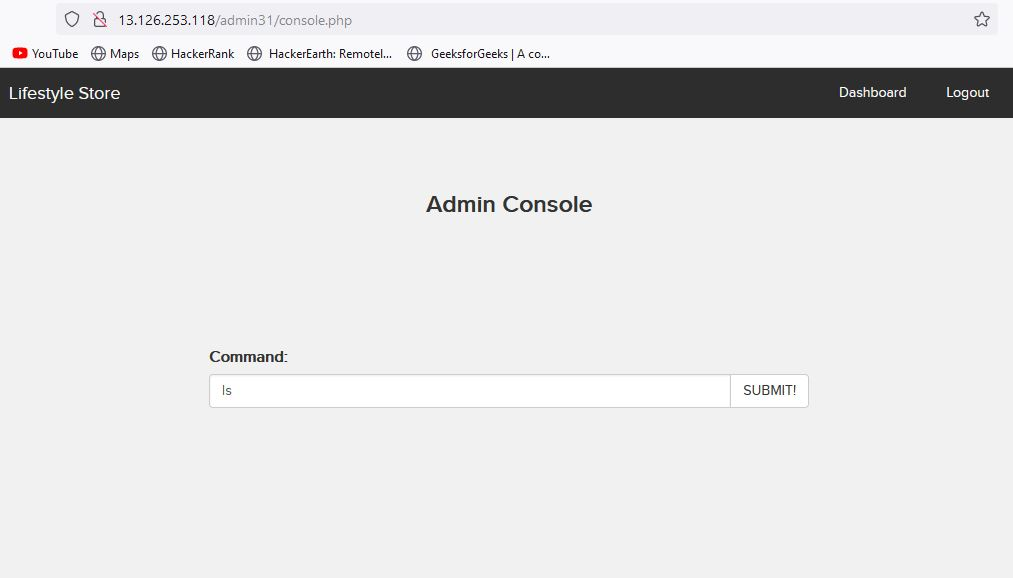 13.126.253.118/admin31/console.php
YouTube Maps HackerRank HackerEarth: Remotel... GeeksforGeeks | A co...
Lifestyle Store Dashboard Logout
Admin Console
Command:
ls SUBMIT!